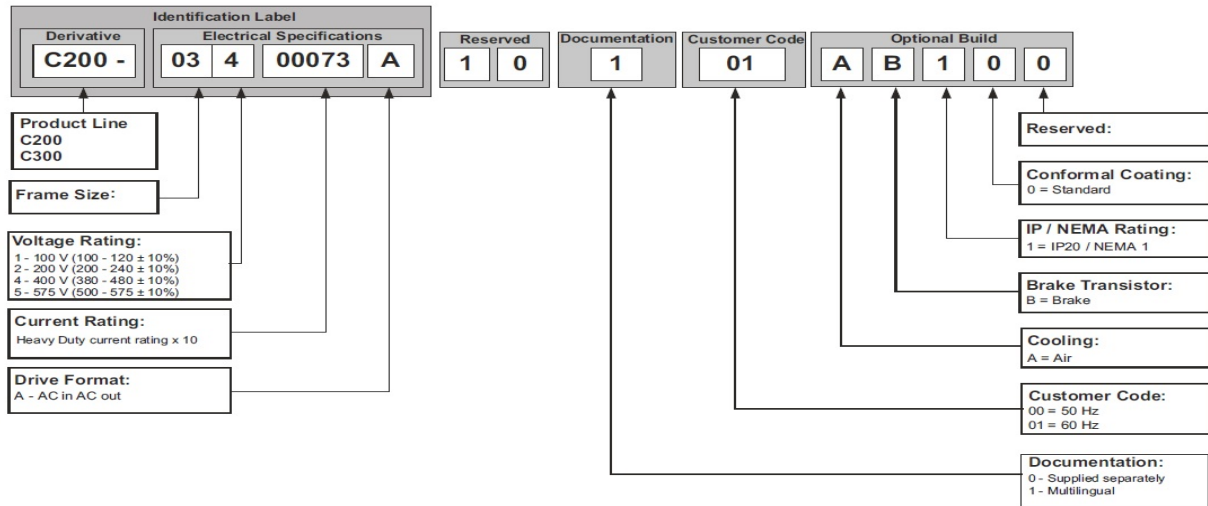 Identification Label
Derivative
Electrical Specifications
Reserved
Documentation
Customer Code
Optional Build
C200 -
03 4 00073 A
1 0
1
01
A B 1 0 0
Product Line
C200
C300
Frame Size:
Voltage Rating:
1 - 100 V (100 - 120 ± 10%)
2 - 200 V (200 - 240 ± 10%)
4 - 400 V (380 - 480 ± 10%)
5 - 575 V (500 - 575 ± 10%)
Current Rating:
Heavy Duty current rating x 10
Drive Format:
A - AC in AC out
Reserved:
Conformal Coating:
0 = Standard
IP / NEMA Rating:
1 = IP20 / NEMA 1
Brake Transistor:
B = Brake
Cooling:
A = Air
Customer Code:
00 = 50 Hz
01 = 60 Hz
Documentation:
0 - Supplied separately
1 - Multilingual